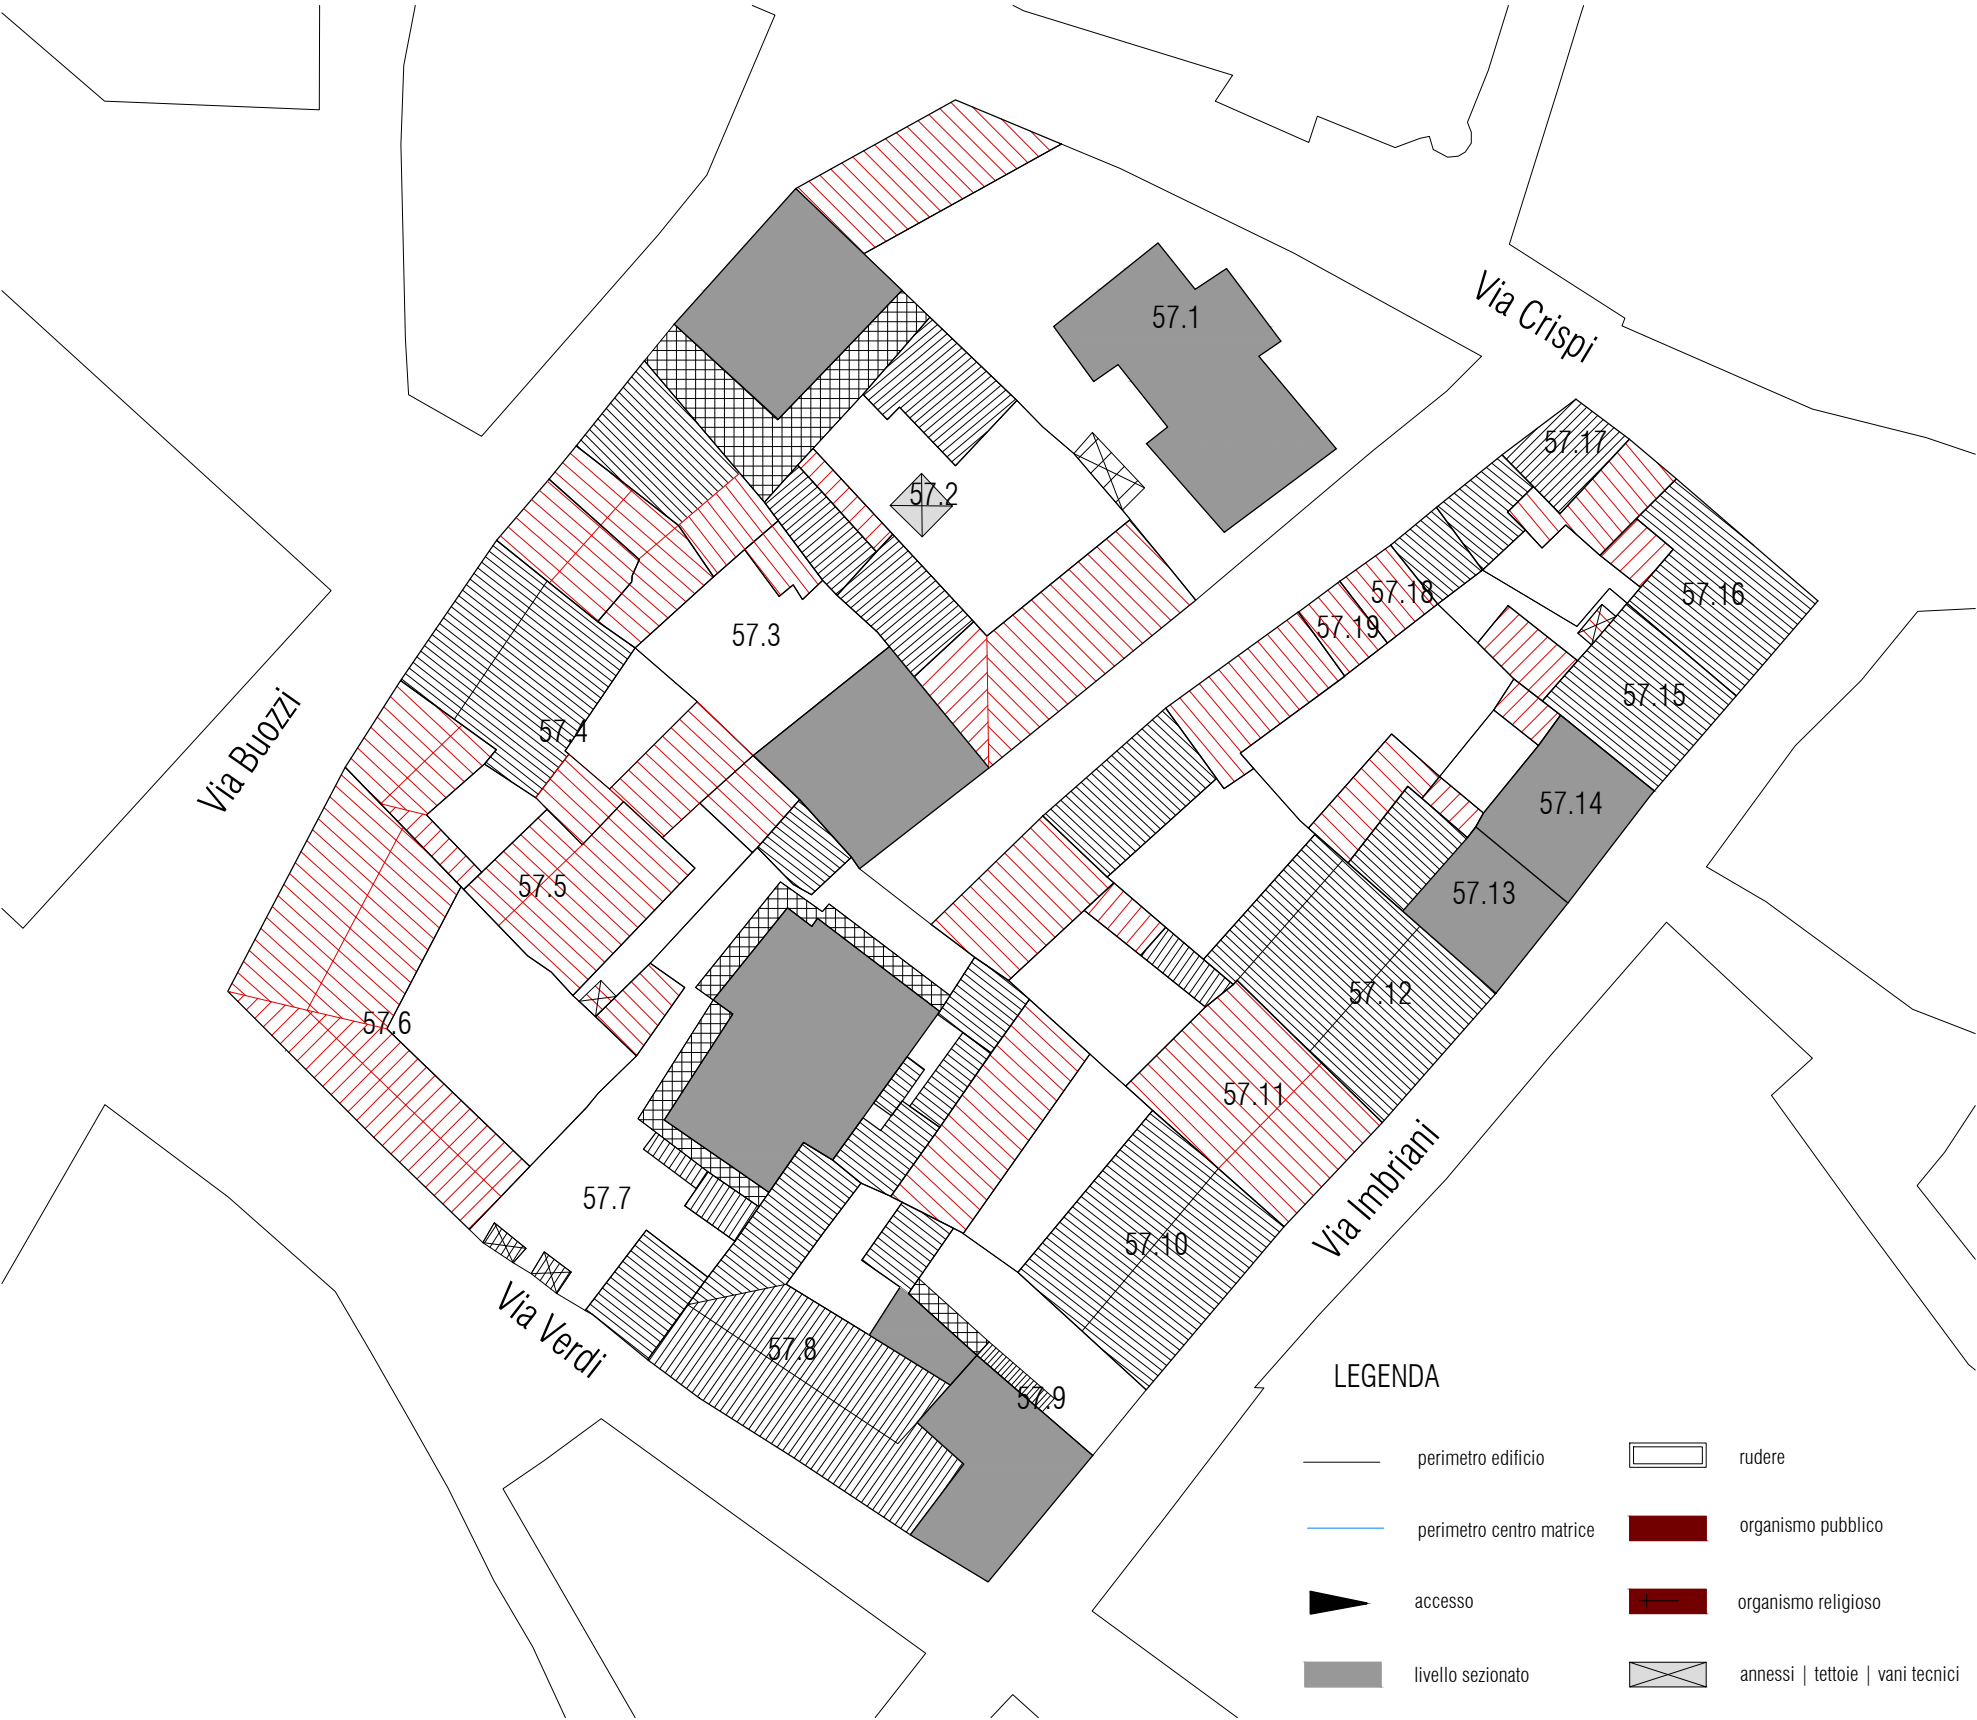 57.1
Via Crispi
57.17
57.2
57.16
57.18
57.19
57.3
57.15
57.4
Via Buozzi
57.14
57.5
57.13
57.12
57.6
57.11
Via Imbriani
57.7
57.10
Via Verdi
57.8
57.9
LEGENDA
perimetro edificio
rudere
perimetro centro matrice
organismo pubblico
accesso
organismo religioso
livello sezionato
annessi | tettoie | vani tecnici